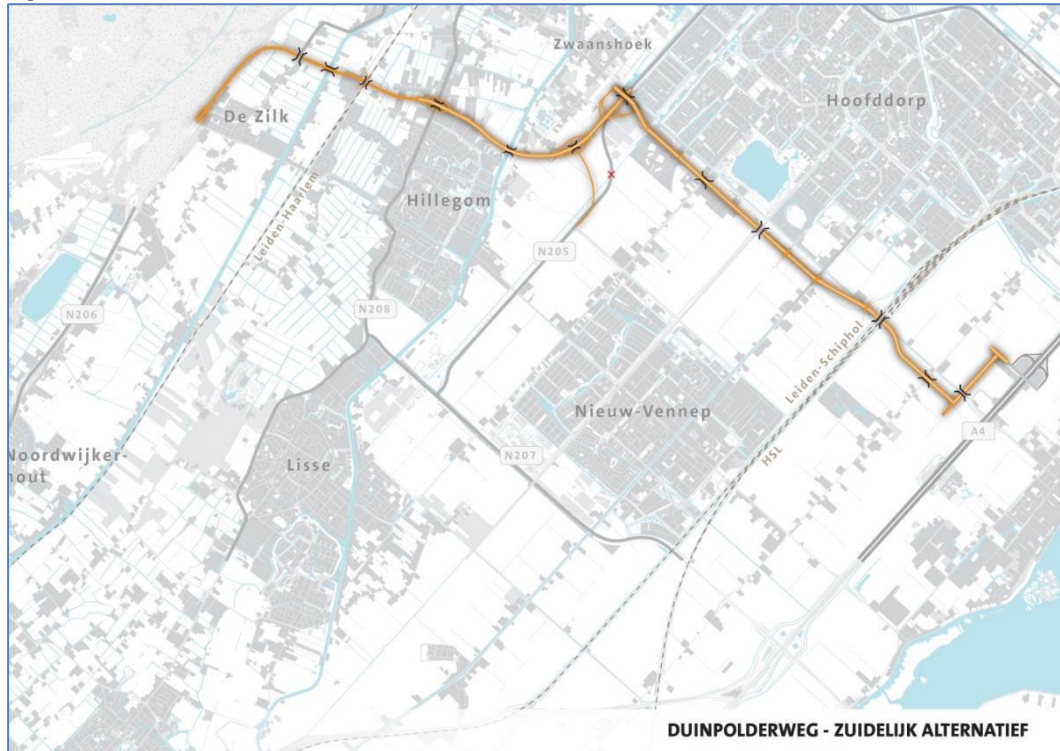 Zwaanshoek
Hoofddorp
De Zilk
Leiden-Haarlem
Hillegom
N205
N206
N208
Leiden-Schiphol
Nieuw-Vennep
A4
Noordwijker-
hout
Lisse
N207
HSL
DUINPOLDERWEG - ZUIDELIJK ALTERNATIEF